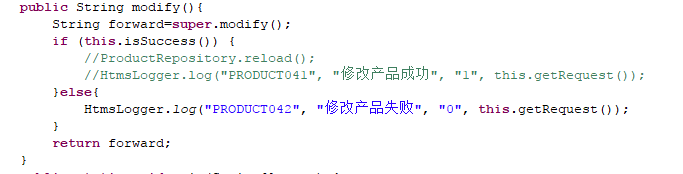 public String modify(){
String forward=super.modify();
if (this.isSuccess()) {
//ProductRepository.reload();
//HtmsLogger.log("PRODUCT041", "修改产品成功", "1", this.getRequest());
}else{
HtmsLogger.log("PRODUCT042", "修改产品失败", "0", this.getRequest());
}
return forward;
}